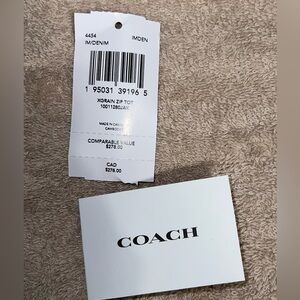 4454 IMDEN
IM/DENIM
1 95031 39196 5
XGRAIN ZIP TOT
MADE IN
COMPARABLE VALUE
$278.00
CAD
$278.00
COACH